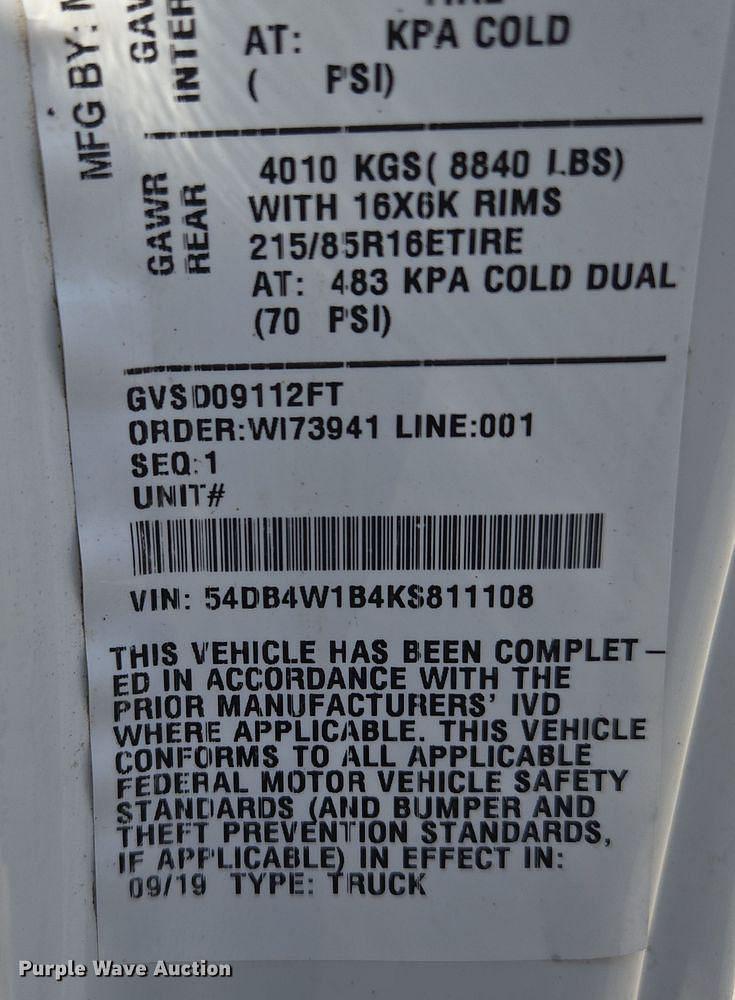 MFG BY:
GAWR
INTER
AT: KPA COLD
( PSI)
GAWR
REAR
4010 KGS( 8840 LBS)
WITH 16X6K RIMS
215/85R16ETIRE
AT: 483 KPA COLD DUAL
(70 PSI)
GVSD09112FT
ORDER:WI73941 LINE:001
SEQ:1
UNIT#
VIN: 54DB4W1B4KS811108
THIS VEHICLE HAS BEEN COMPLET–
ED IN ACCORDANCE WITH THE
PRIOR MANUFACTURERS' IVD
WHERE APPLICABLE. THIS VEHICLE
CONFORMS TO ALL APPLICABLE
FEDERAL MOTOR VEHICLE SAFETY
STANDARDS (AND BUMPER AND
THEFT PREVENTION STANDARDS,
IF APPLICABLE) IN EFFECT IN:
09/19 TYPE: TRUCK
Purple Wave Auction